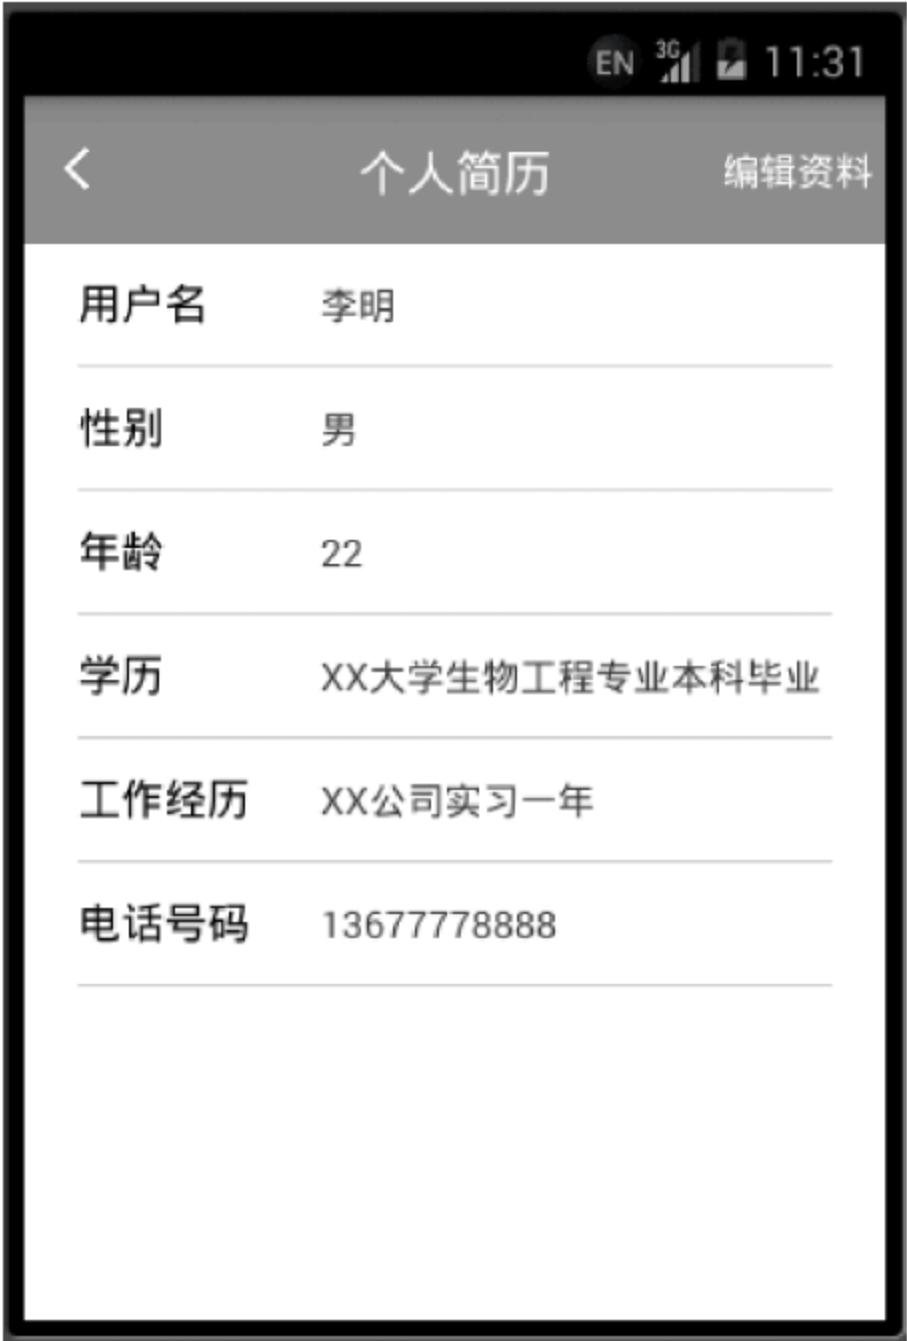 EN 3G 11:31
个人简历 编辑资料
用户名 李明
性别 男
年龄 22
学历 XX大学生物工程专业本科毕业
工作经历 XX公司实习一年
电话号码 13677778888